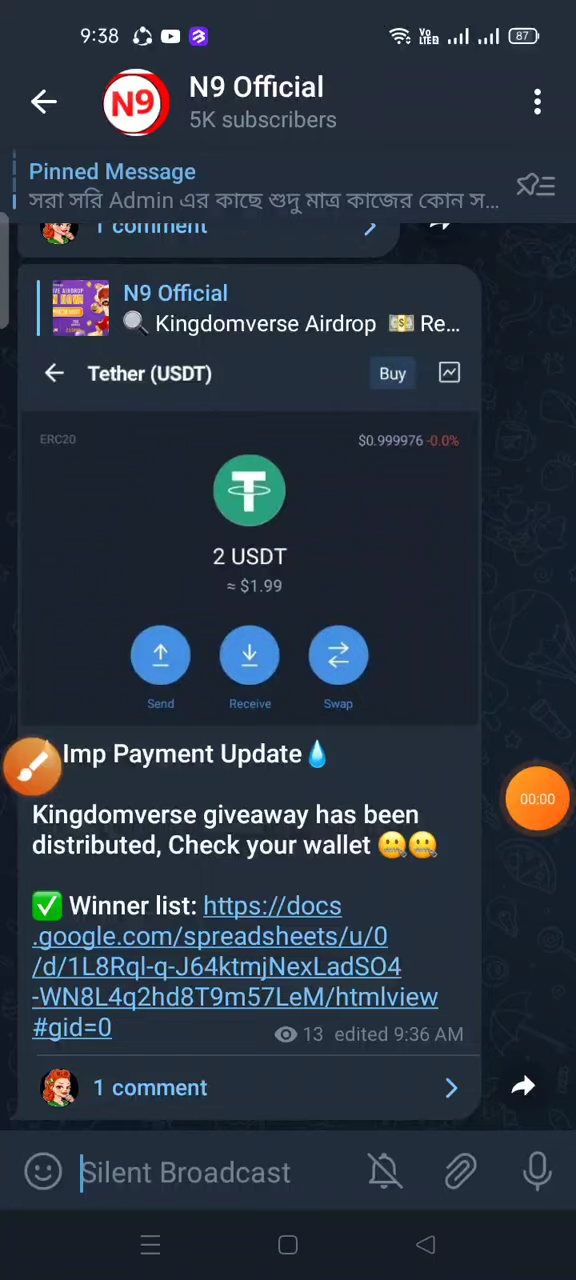 9:38
Vo LTE2
87
N9
N9 Official
5K subscribers
Pinned Message
সরা সরি Admin এর কাছে শুদু মাত্র কাজের কোন স...
1 comment
N9 Official
Kingdomverse Airdrop 💵 Re...
Tether (USDT)
Buy
ERC20
$0.999976 -0.0%
2 USDT
≈ $1.99
Send
Receive
Swap
Imp Payment Update💧
00:00
Kingdomverse giveaway has been
distributed, Check your wallet 🤐🤐
✅ Winner list: https://docs
.google.com/spreadsheets/u/0
/d/1L8Rql-q-J64ktmjNexLadSO4
-WN8L4q2hd8T9m57LeM/htmlview
#gid=0
13 edited 9:36 AM
1 comment
Silent Broadcast